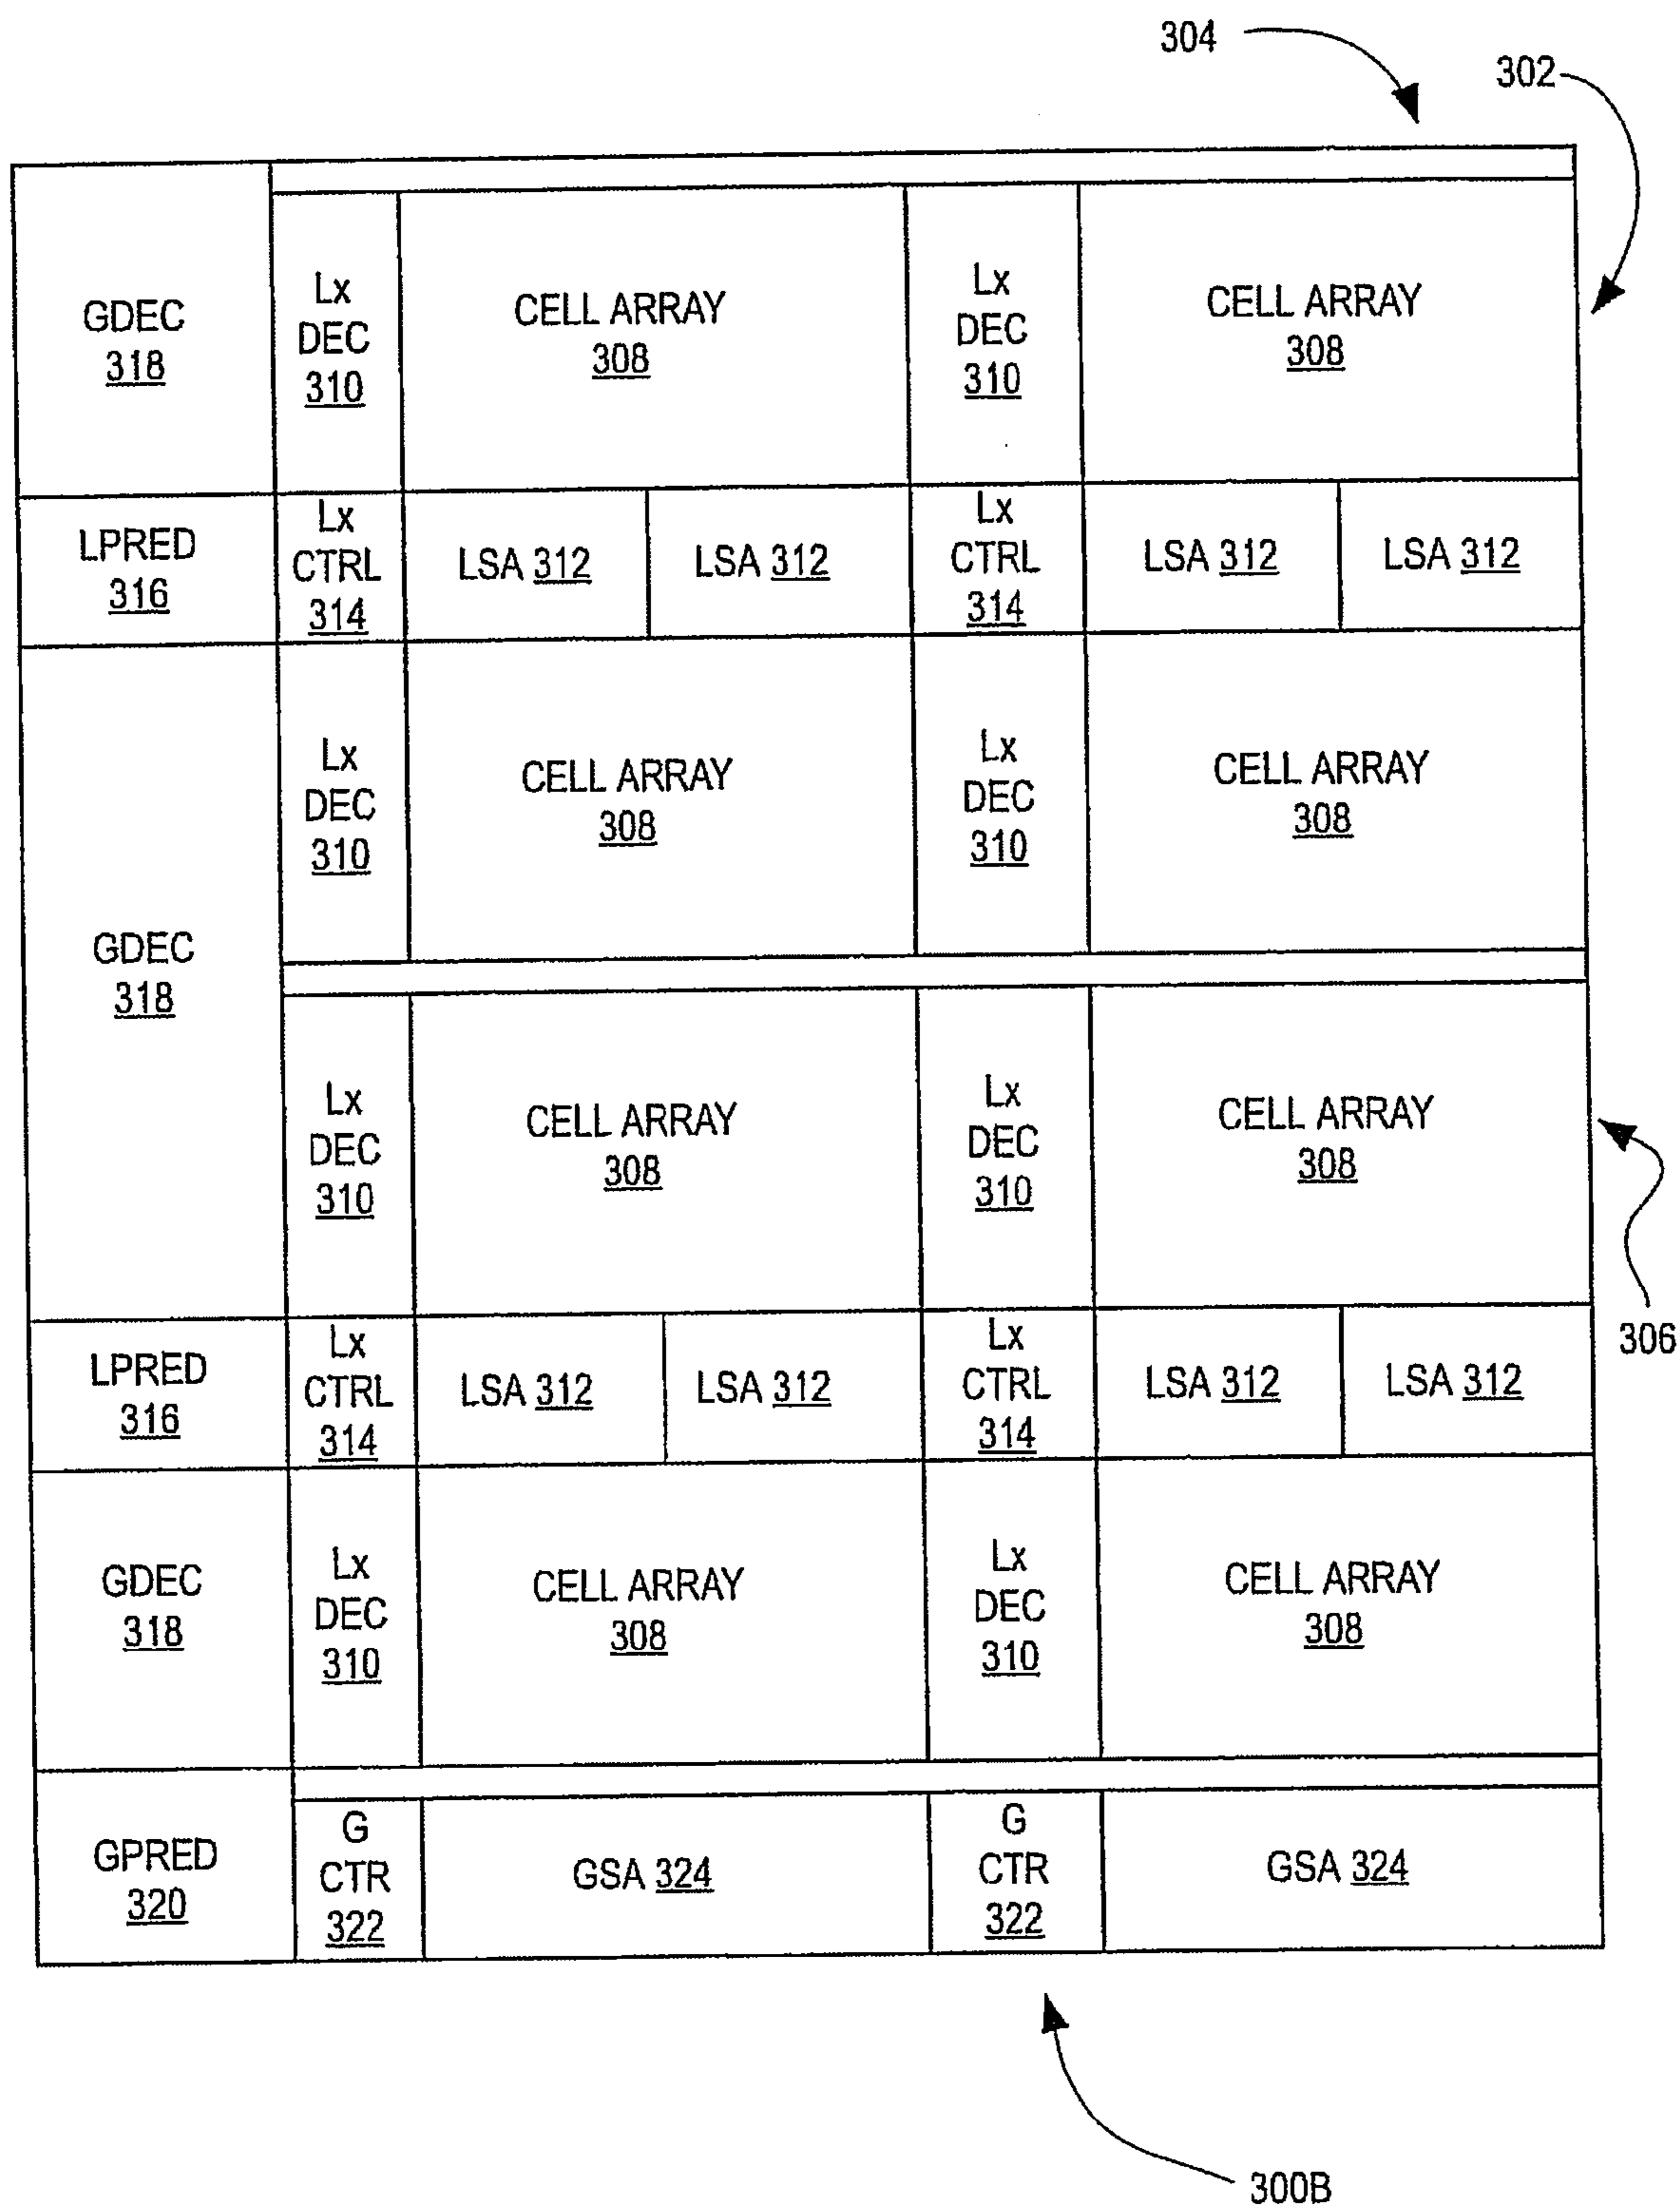 304
302
GDEC
318
Lx
DEC
310
CELL ARRAY
308
Lx
DEC
310
CELL ARRAY
308
LPRED
316
Lx
CTRL
314
LSA 312
LSA 312
Lx
CTRL
314
LSA 312
LSA 312
GDEC
318
Lx
DEC
310
CELL ARRAY
308
Lx
DEC
310
CELL ARRAY
308
Lx
DEC
310
CELL ARRAY
308
Lx
DEC
310
CELL ARRAY
308
306
LPRED
316
Lx
CTRL
314
LSA 312
LSA 312
Lx
CTRL
314
LSA 312
LSA 312
GDEC
318
Lx
DEC
310
CELL ARRAY
308
Lx
DEC
310
CELL ARRAY
308
GPRED
320
G
CTR
322
GSA 324
G
CTR
322
GSA 324
300B